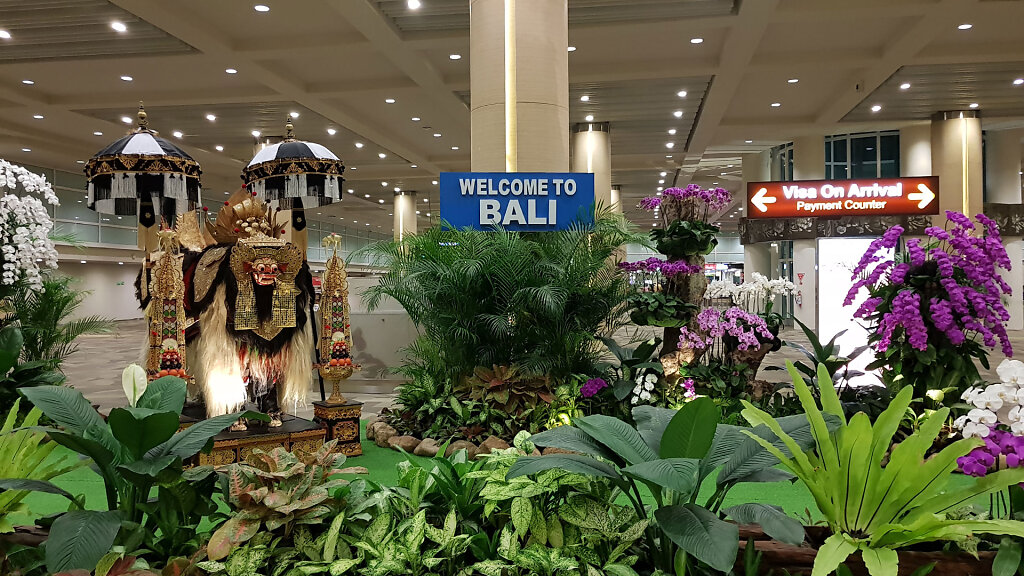 WELCOME TO
BALI
Visa On Arrival
Payment Counter